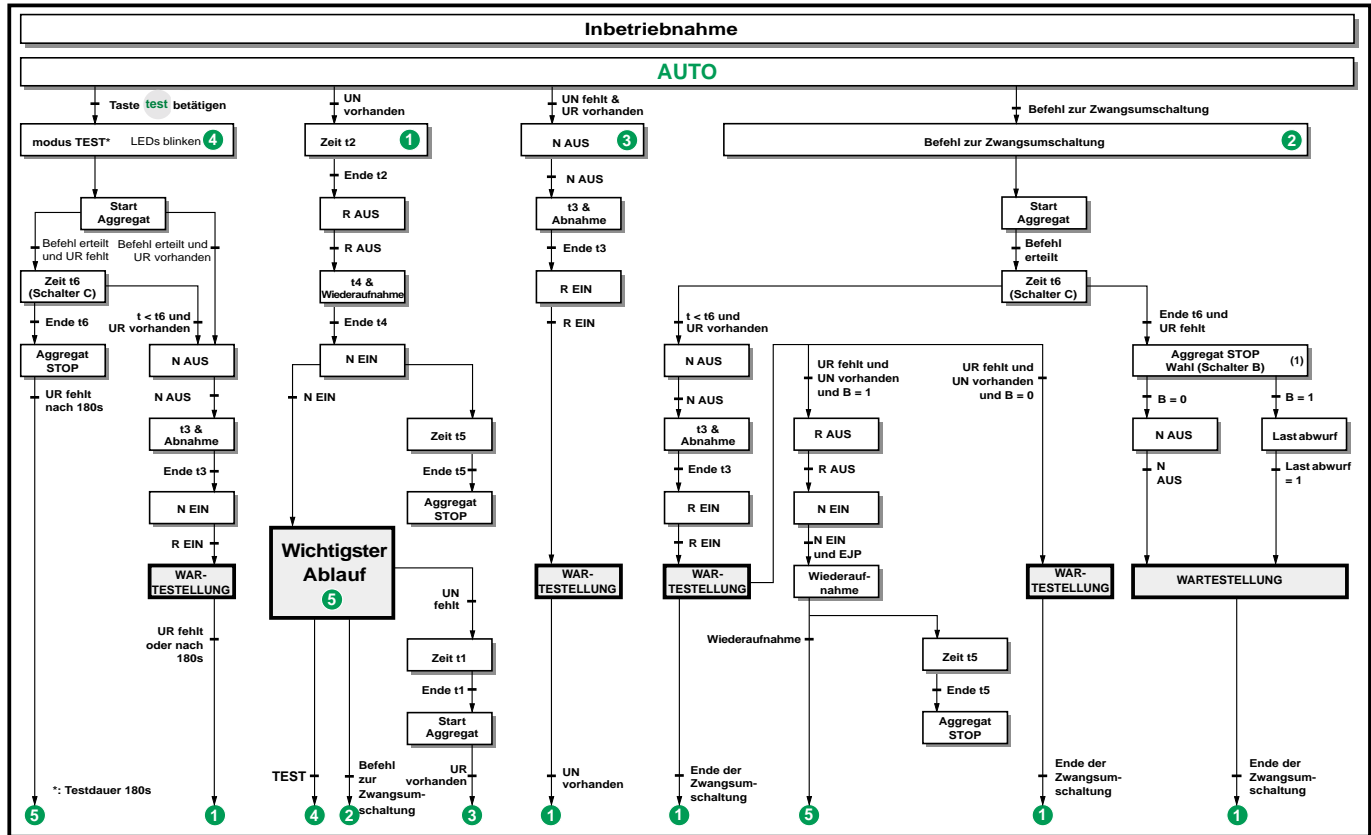 Inbetriebnahme
AUTO
Taste test betätigen
modus TEST*
LEDs blinken
4
Start
Aggregat
Befehl erteilt
und UR fehlt
Befehl erteilt und
UR vorhanden
Zeit t6
(Schalter C)
Ende t6
t < t6 und
UR vorhanden
Aggregat
STOP
UR fehlt
nach 180s
N AUS
N AUS
t3 &
Abnahme
Ende t3
N EIN
R EIN
WAR-
TESTELLUNG
UR fehlt
oder nach
180s
*: Testdauer 180s
5
1
UN
vorhanden
Zeit t2
1
Ende t2
R AUS
R AUS
t4 &
Wiederaufnahme
Ende t4
N EIN
N EIN
Zeit t5
Ende t5
Aggregat
STOP
Wichtigster
Ablauf
5
UN
fehlt
Zeit t1
Ende t1
Start
Aggregat
TEST
Befehl
zur
Zwangsum-
schaltung
UR
vorhanden
4
2
3
UN fehlt &
UR vorhanden
N AUS
3
N AUS
t3 &
Abnahme
Ende t3
R EIN
R EIN
WAR-
TESTELLUNG
UN
vorhanden
1
Befehl zur Zwangsumschaltung
Befehl zur Zwangsumschaltung
2
Start
Aggregat
Befehl
erteilt
Zeit t6
(Schalter C)
t < t6 und
UR vorhanden
N AUS
N AUS
t3 &
Abnahme
Ende t3
R EIN
R EIN
WAR-
TESTELLUNG
Ende der
Zwangsum-
schaltung
1
UR fehlt und
UN vorhanden
und B = 1
R AUS
R AUS
N EIN
N EIN
und EJP
Wiederauf-
nahme
Wiederaufnahme
5
Zeit t5
Ende t5
Aggregat
STOP
UR fehlt und
UN vorhanden
und B = 0
WAR-
TESTELLUNG
Ende der
Zwangsum-
schaltung
1
Ende t6 und
UR fehlt
Aggregat STOP
Wahl (Schalter B)
(1)
B = 0
B = 1
N AUS
Last abwurf
N
AUS
Last abwurf
= 1
WARTESTELLUNG
Ende der
Zwangsum-
schaltung
1